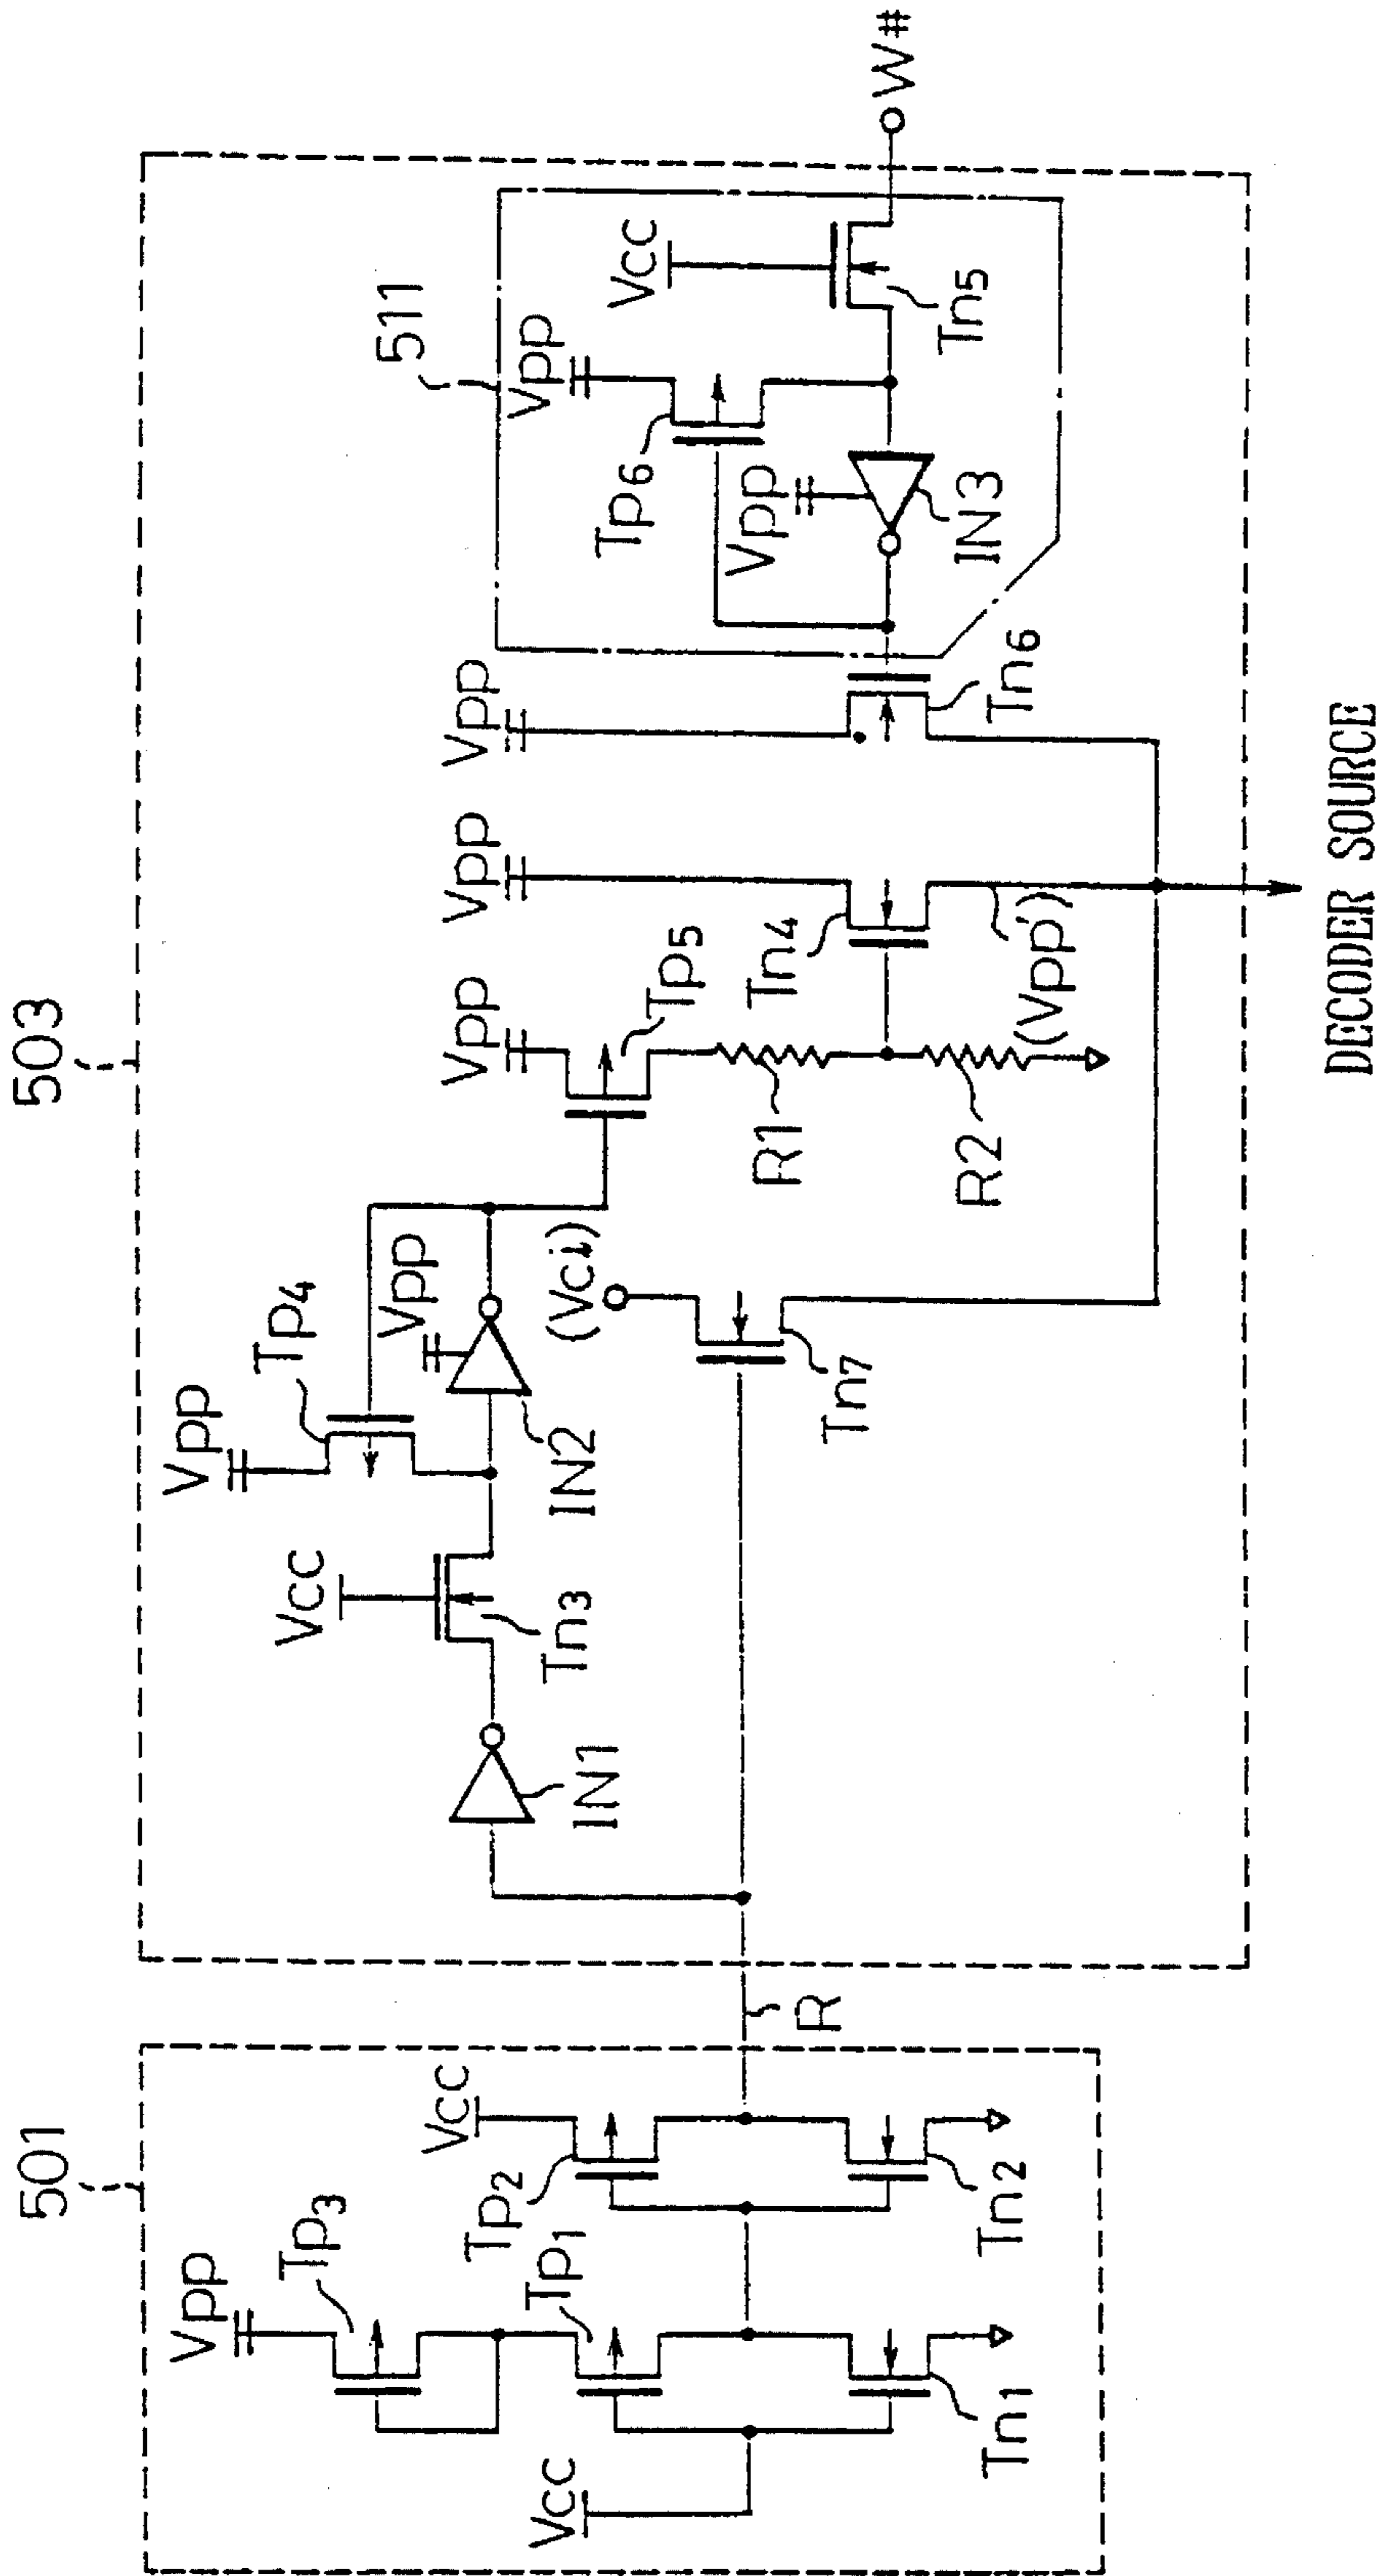 501
VPP
Tp3
Vcc
Tp1
Tn1
Vcc
Tp2
Tn2
R
503
IN1
Vcc
Tn3
VPP
Tp4
VPP
IN2
(Vci)
Tn7
VPP
Tp5
R1
R2
VPP
Tn4
(Vpp')
VPP
Tn6
511
VPP
Tp6
VPP
IN3
Vcc
Tn5
W#
DECODER SOURCE